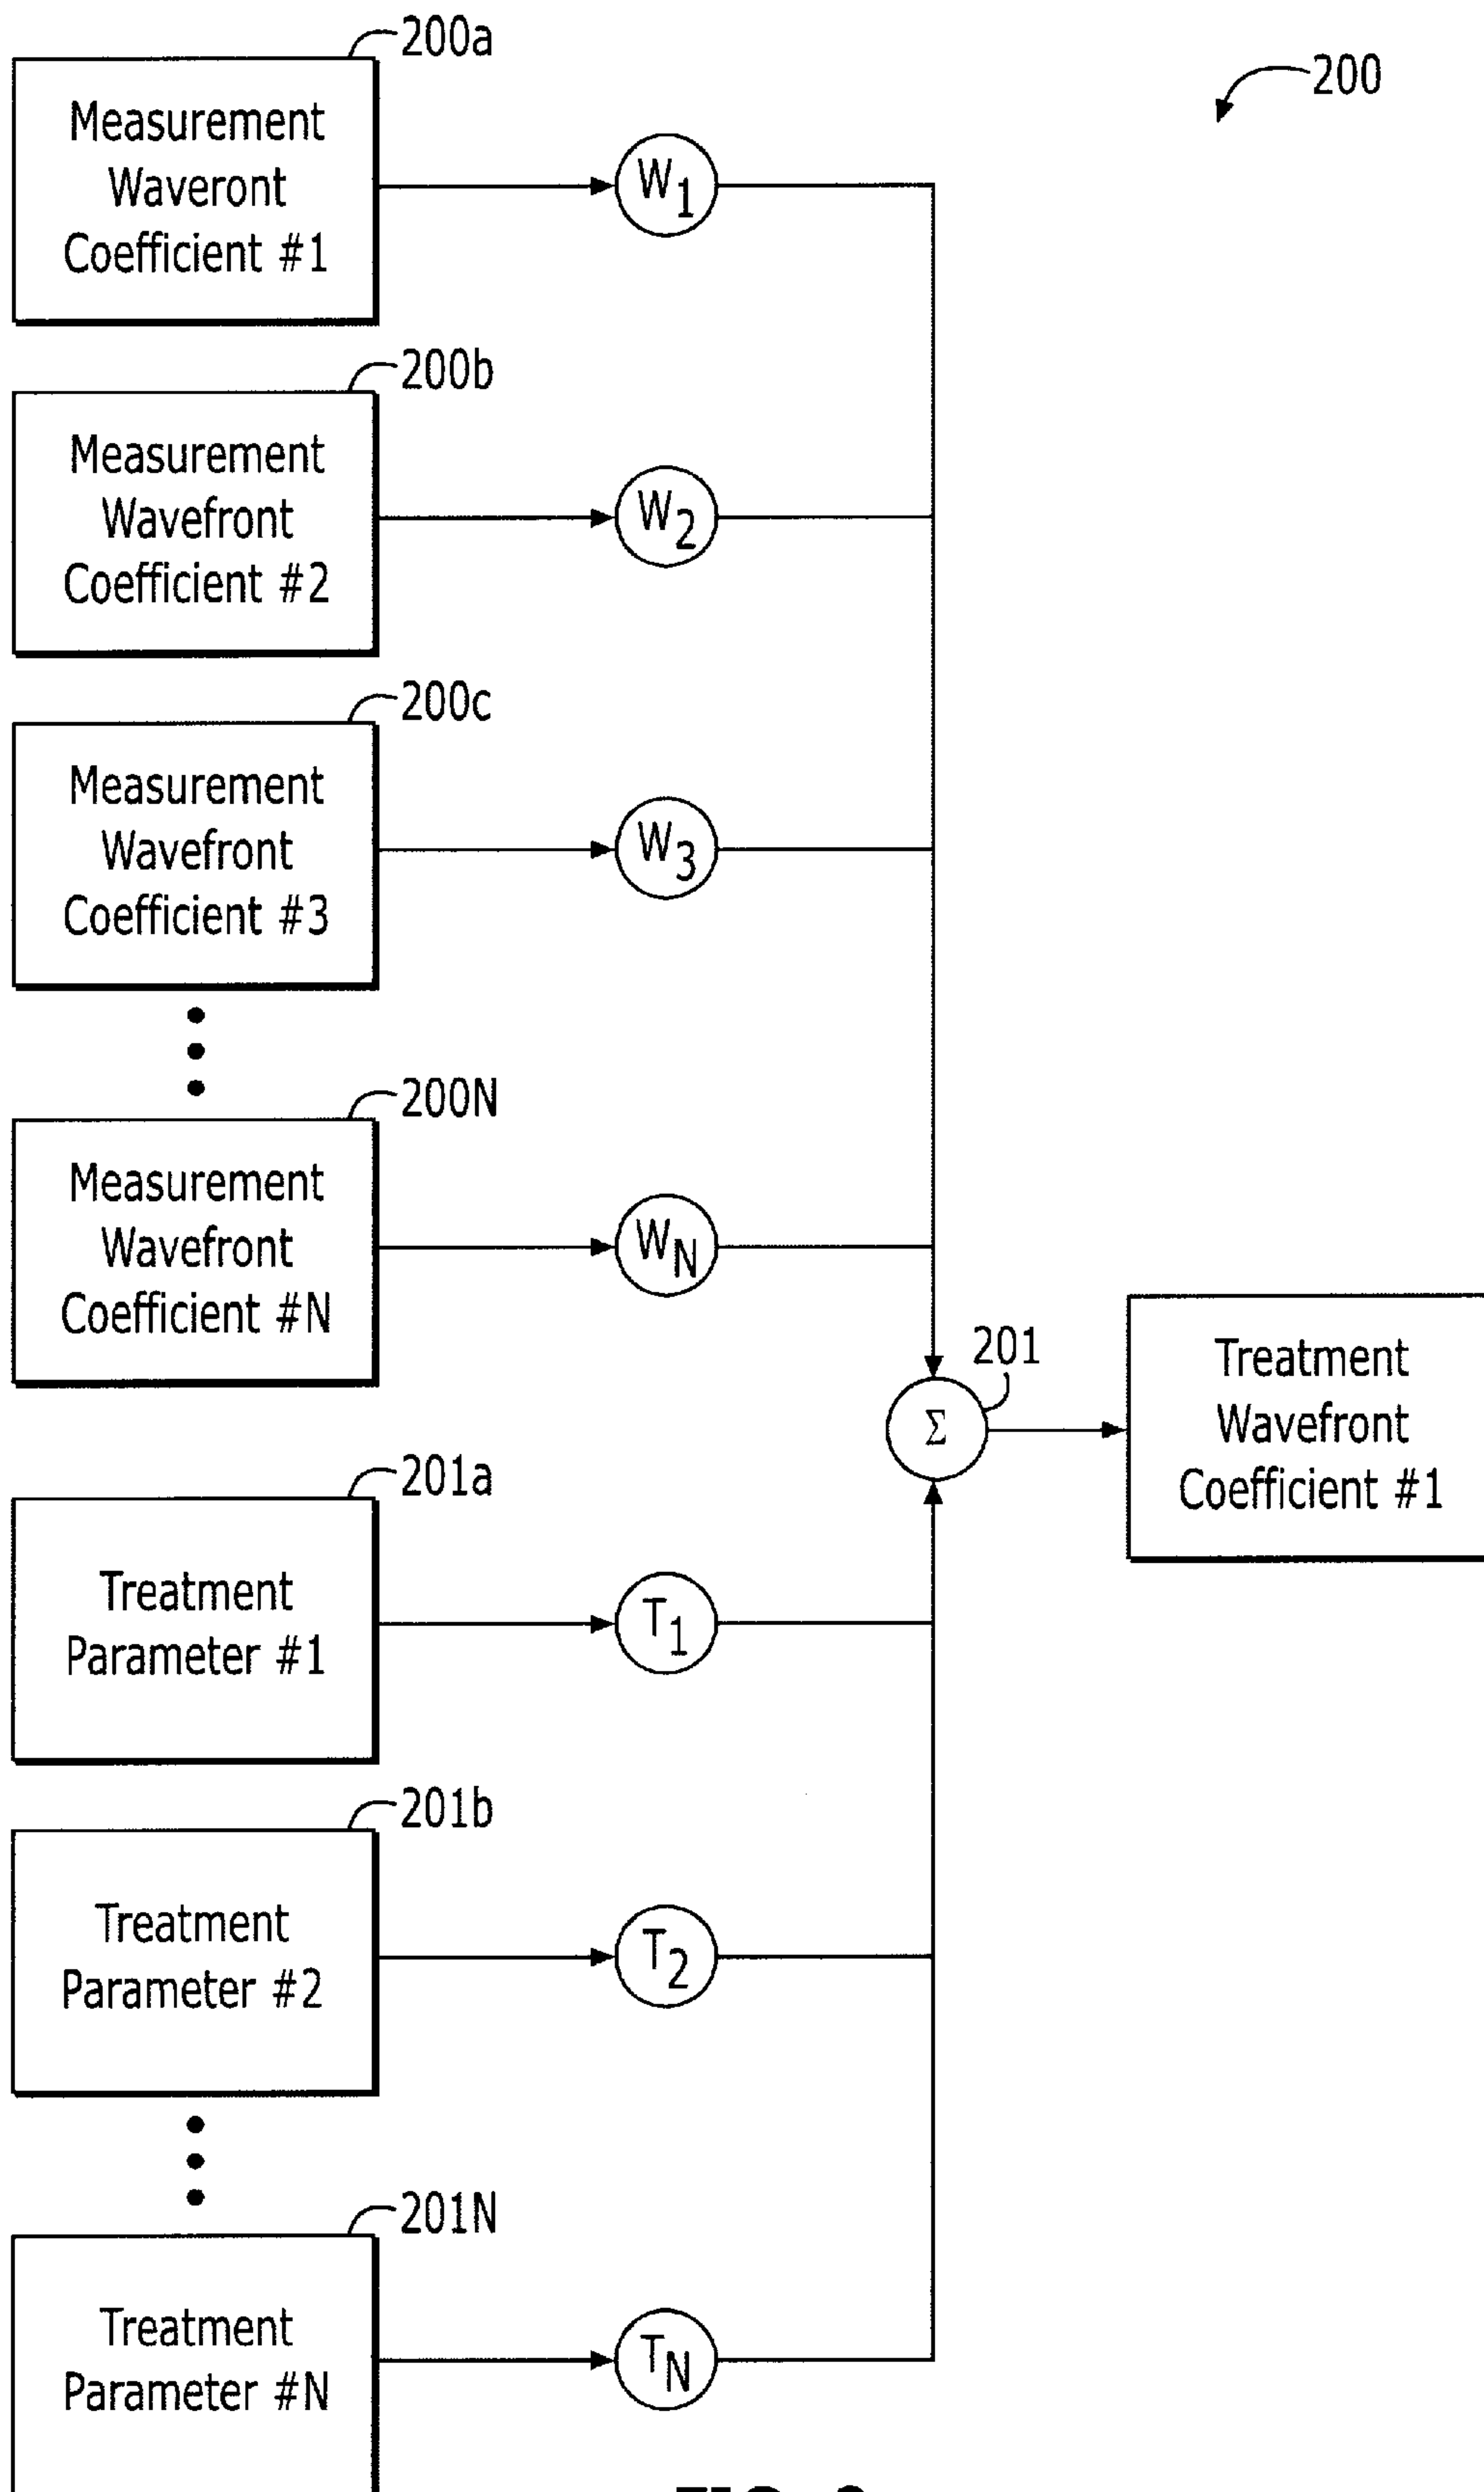 200a
200
Measurement
Waveront
Coefficient #1
W1
200b
Measurement
Wavefront
Coefficient #2
W2
200c
Measurement
Wavefront
Coefficient #3
W3
200N
Measurement
Wavefront
Coefficient #N
WN
201
Σ
Treatment
Wavefront
Coefficient #1
201a
Treatment
Parameter #1
T1
201b
Treatment
Parameter #2
T2
201N
Treatment
Parameter #N
TN